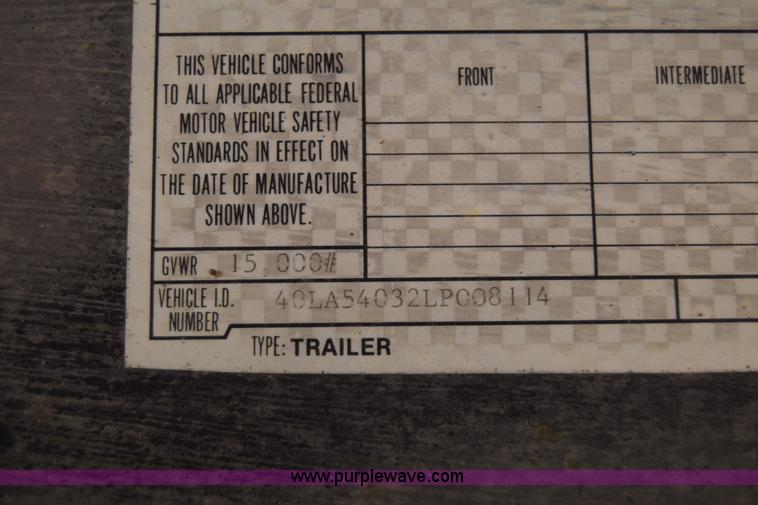 THIS VEHICLE CONFORMS
TO ALL APPLICABLE FEDERAL
MOTOR VEHICLE SAFETY
STANDARDS IN EFFECT ON
THE DATE OF MANUFACTURE
SHOWN ABOVE.
FRONT
INTERMEDIATE
GVWR 15,000#
VEHICLE I.D.
NUMBER
40LA54032LP008114
TYPE: TRAILER
www.purplewave.com